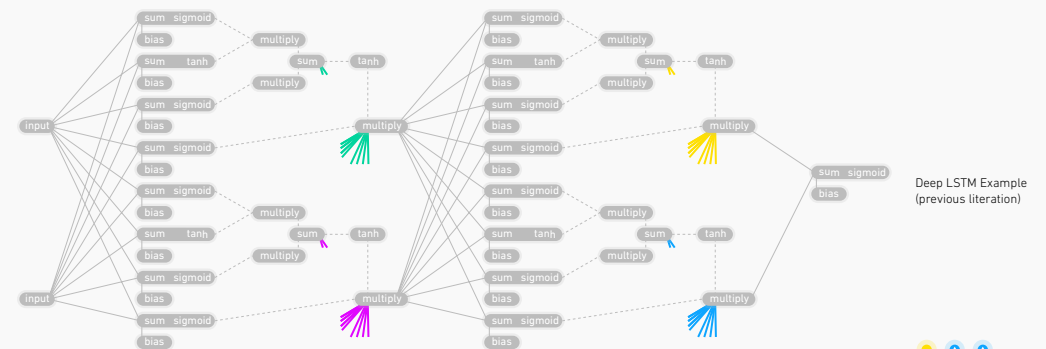 sum sigmoid sum sigmoid
bias multiply bias multiply
sum tanh sum tanh sum tanh sum tanh
bias multiply bias multiply
sum sigmoid sum sigmoid
input bias multiply bias multiply
sum sigmoid sum sigmoid
bias bias sum sigmoid
sum sigmoid sum sigmoid bias
Deep LSTM Example
(previous literation)
bias multiply bias multiply
sum tanh sum tanh sum tanh sum tanh
bias multiply bias multiply
sum sigmoid sum sigmoid
input bias multiply bias multiply
sum sigmoid sum sigmoid
bias bias